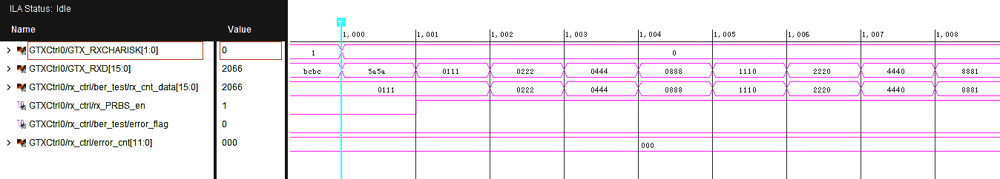 ILA Status: Idle
Name Value
T
1,000 1,001 1,002 1,003 1,004 1,005 1,006 1,007 1,008
GTXCtrl0/GTX_RXCHARISK[1:0] 0 1 0
GTXCtrl0/GTX_RXD[15:0] 2066 bcbc 5a5a 0111 0222 0444 0888 1110 2220 4440 8881
GTXCtrl0/rx_ctrl/ber_test/rx_cnt_data[15:0] 2066 0111 0222 0444 0888 1110 2220 4440 8881
GTXCtrl0/rx_ctrl/rx_PRBS_en 1
GTXCtrl0/rx_ctrl/ber_test/error_flag 0
GTXCtrl0/rx_ctrl/error_cnt[11:0] 000 000